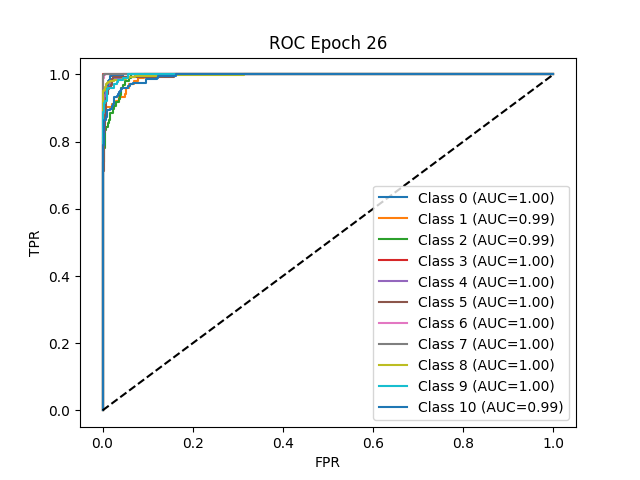 ROC Epoch 26
1.0
0.8
0.6
0.4
0.2
0.0
TPR
Class 0 (AUC=1.00)
Class 1 (AUC=0.99)
Class 2 (AUC=0.99)
Class 3 (AUC=1.00)
Class 4 (AUC=1.00)
Class 5 (AUC=1.00)
Class 6 (AUC=1.00)
Class 7 (AUC=1.00)
Class 8 (AUC=1.00)
Class 9 (AUC=1.00)
Class 10 (AUC=0.99)
0.0 0.2 0.4 0.6 0.8 1.0
FPR